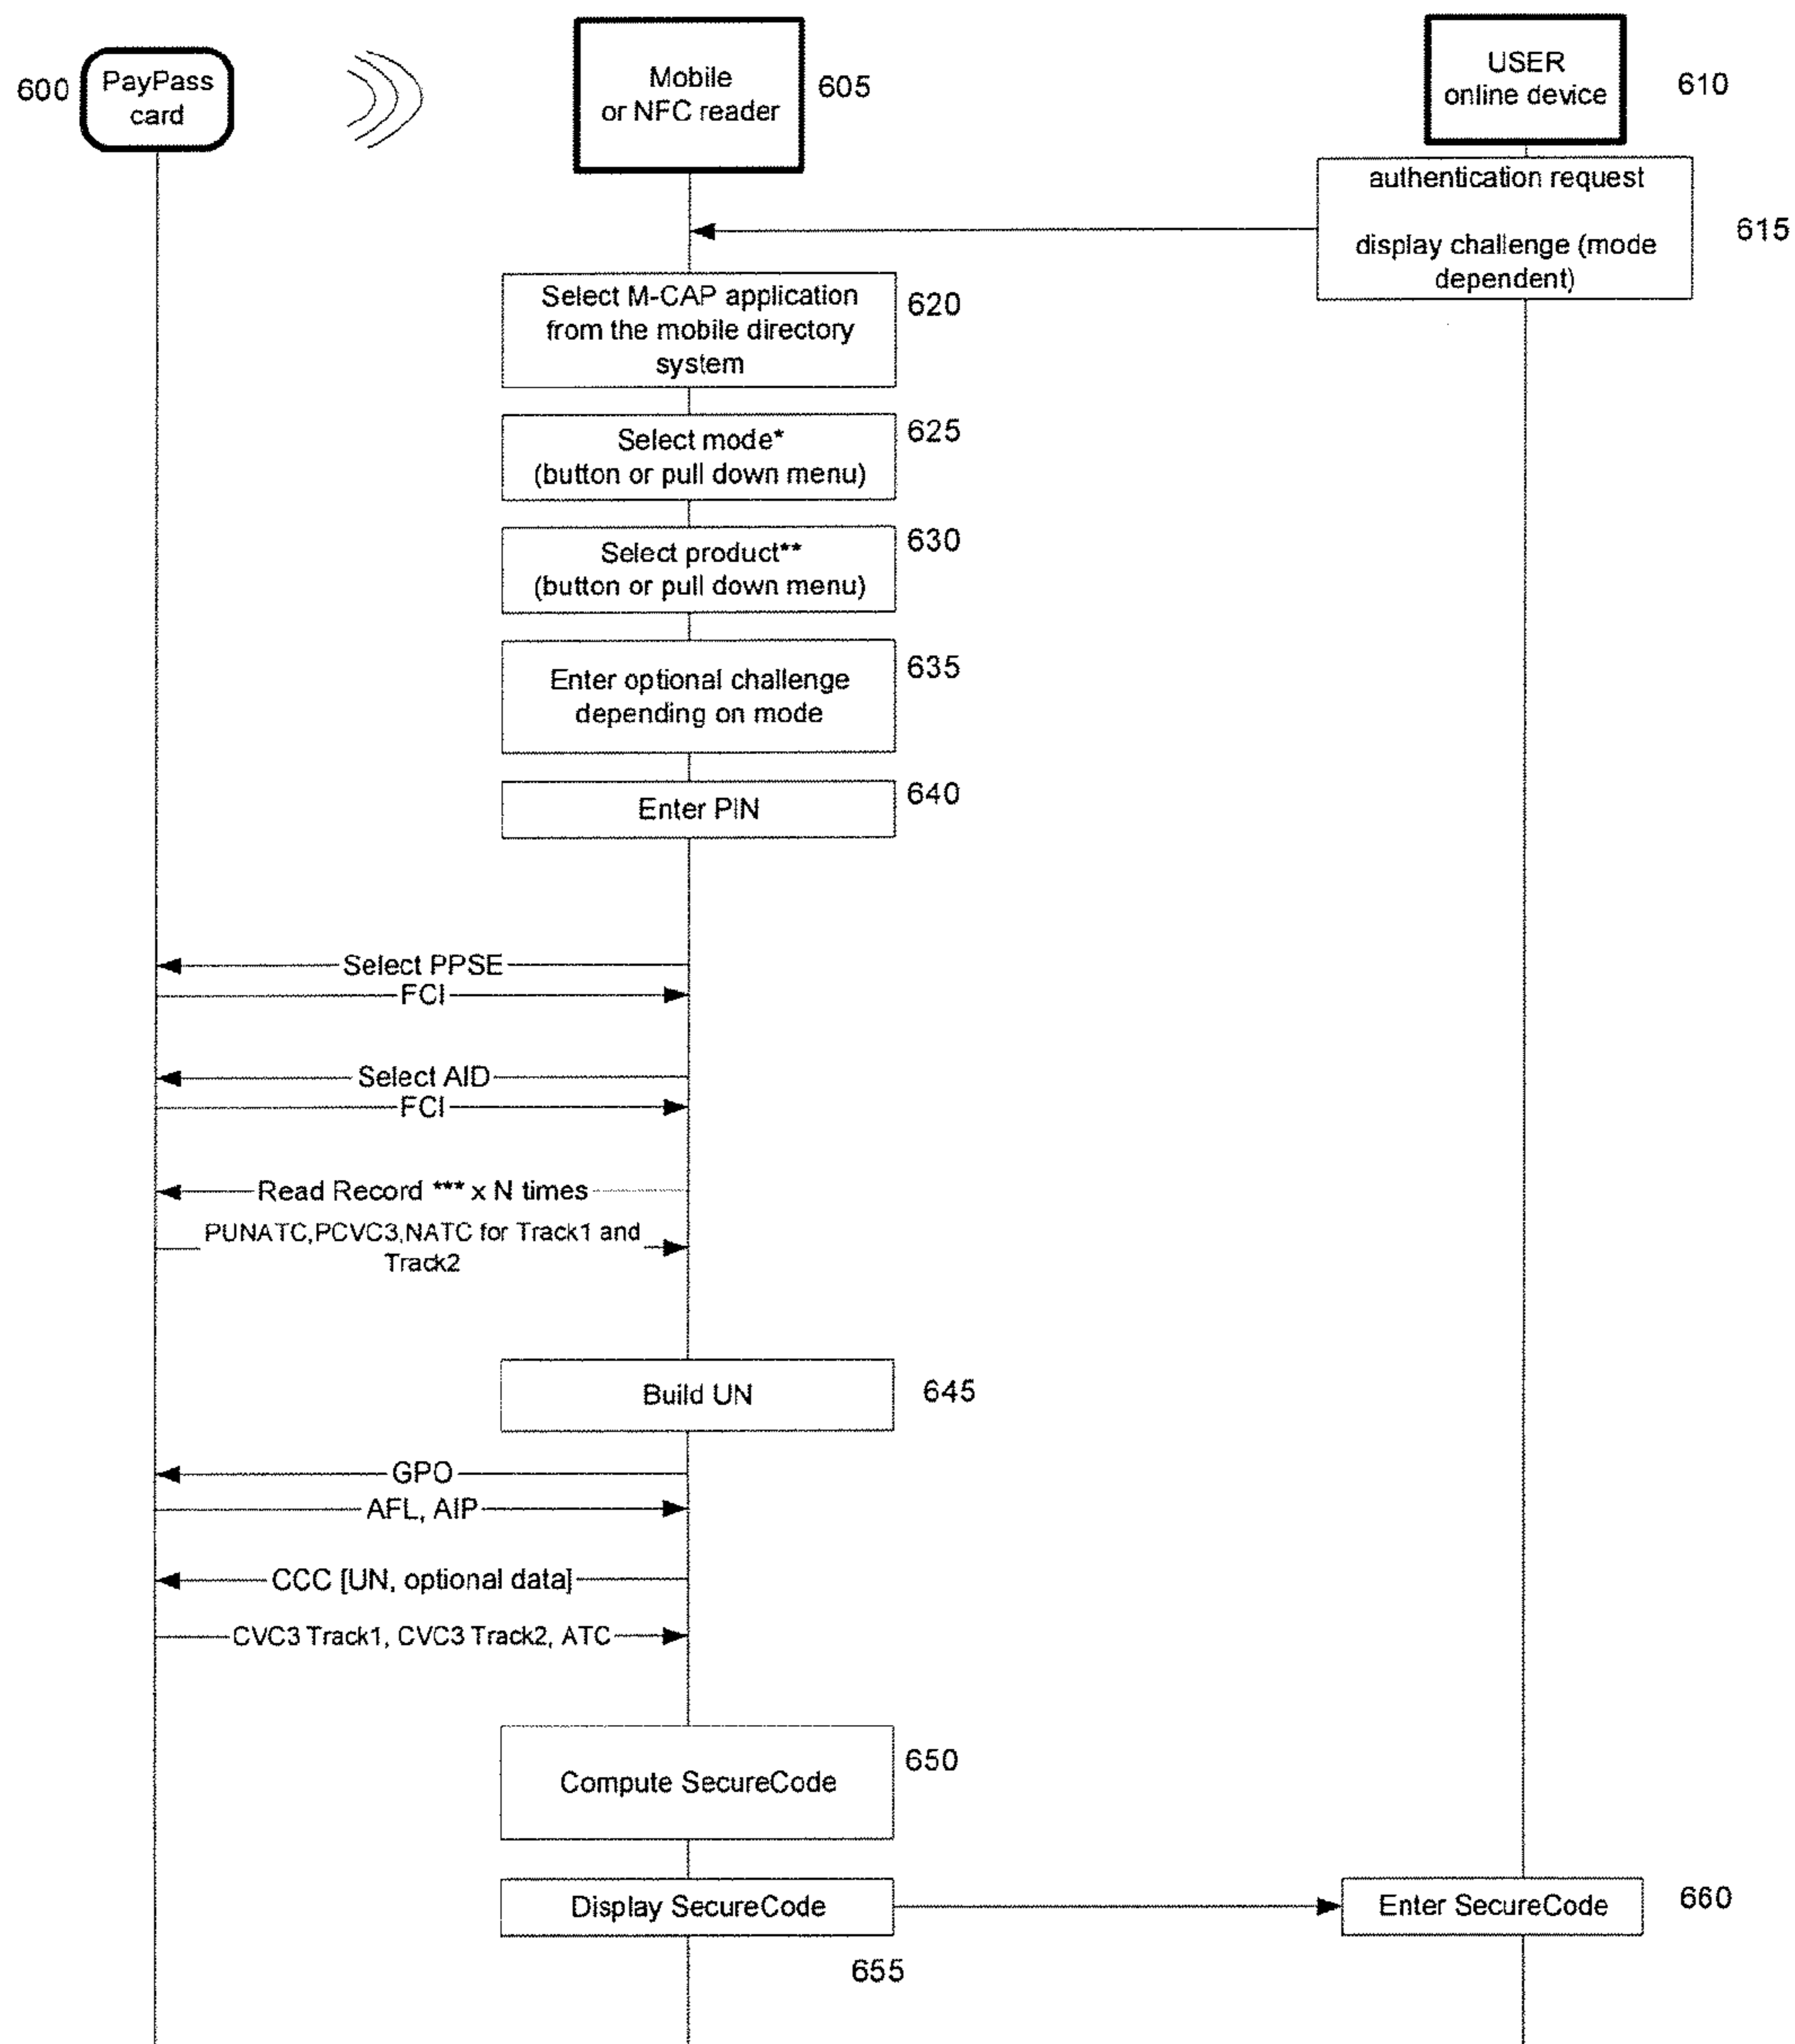 600
PayPass
card
Mobile
or NFC reader
605
USER
online device
610
authentication request
display challenge (mode
dependent)
615
Select M-CAP application
from the mobile directory
system
620
Select mode*
(button or pull down menu)
625
Select product**
(button or pull down menu)
630
Enter optional challenge
depending on mode
635
Enter PIN
640
Select PPSE
FCI
Select AID
FCI
Read Record *** x N times
PUNATC,PCVC3,NATC for Track1 and
Track2
Build UN
645
GPO
AFL, AIP
CCC [UN, optional data]
CVC3 Track1, CVC3 Track2, ATC
Compute SecureCode
650
Display SecureCode
655
Enter SecureCode
660